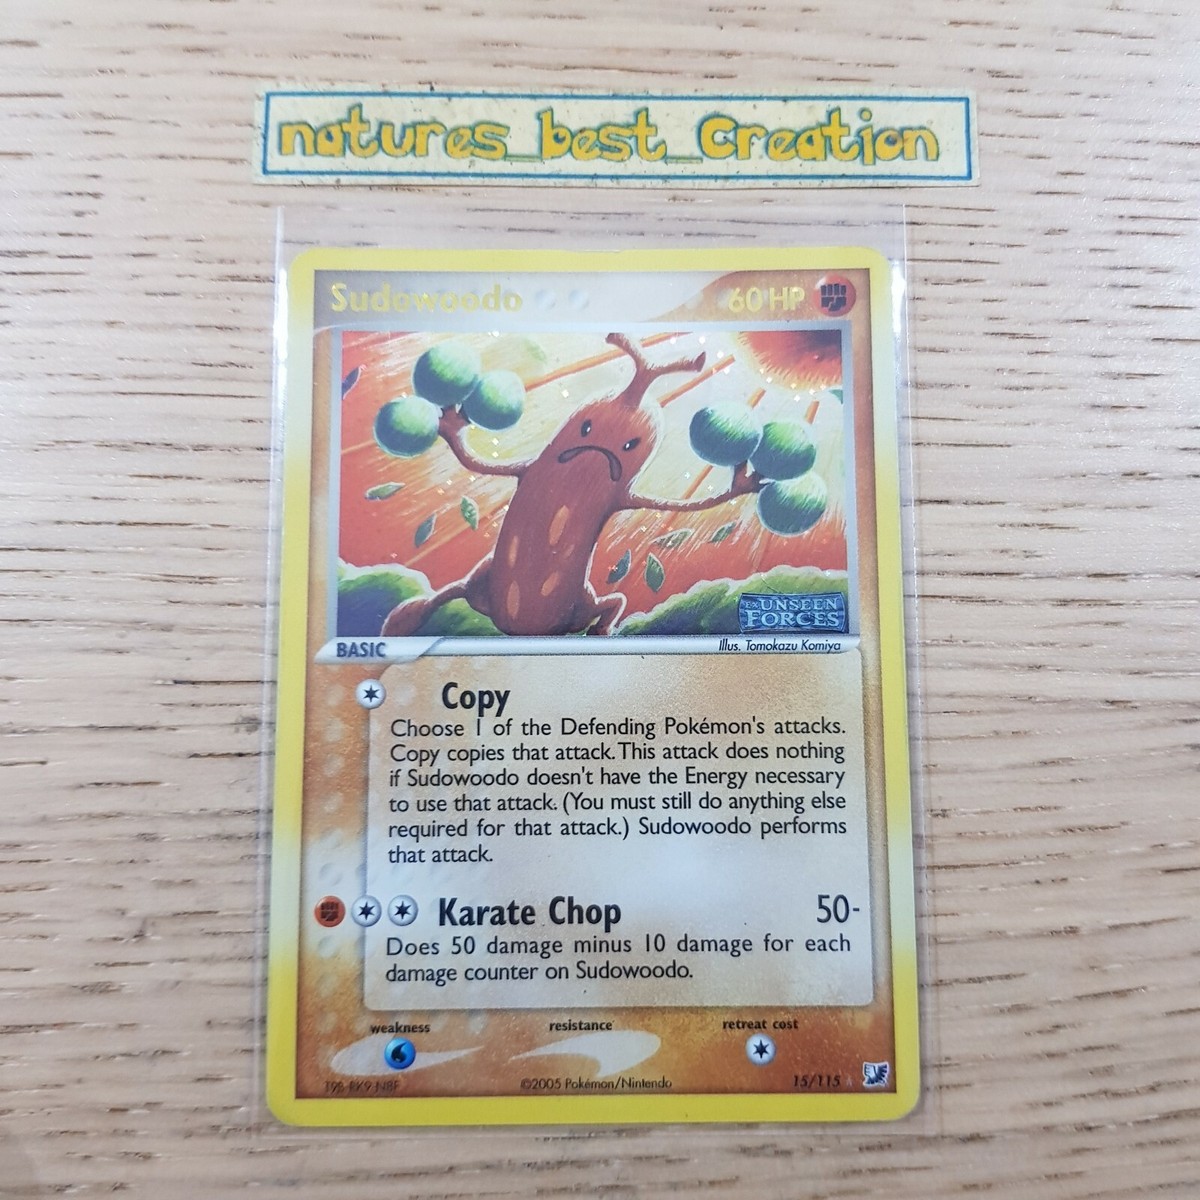 natures_best_creation
Sudowoodo
60 HP
EX UNSEEN
FORCES
BASIC
Illus. Tomokazu Komiya
Copy
Choose 1 of the Defending Pokémon's attacks.
Copy copies that attack. This attack does nothing
if Sudowoodo doesn't have the Energy necessary
to use that attack. (You must still do anything else
required for that attack.) Sudowoodo performs
that attack.
Karate Chop 50-
Does 50 damage minus 10 damage for each
damage counter on Sudowoodo.
weakness resistance retreat cost
©2005 Pokémon/Nintendo
15/115